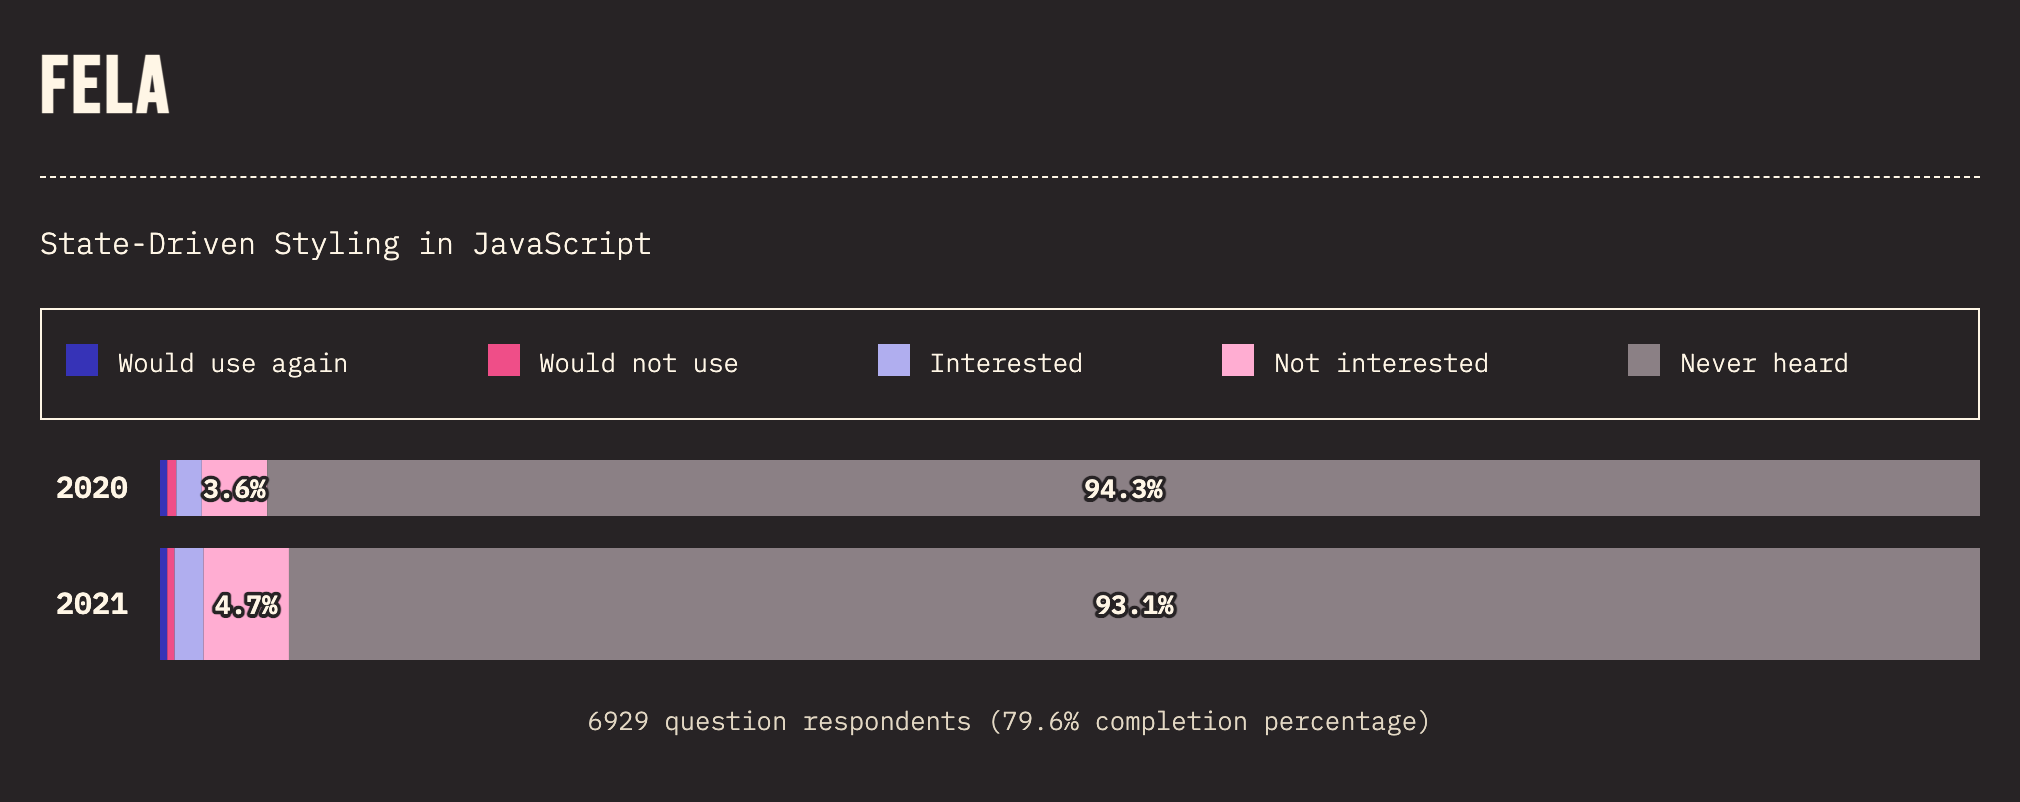 FELA
State-Driven Styling in JavaScript
Would use again Would not use Interested Not interested Never heard
2020 3.6% 94.3%
2021 4.7% 93.1%
6929 question respondents (79.6% completion percentage)